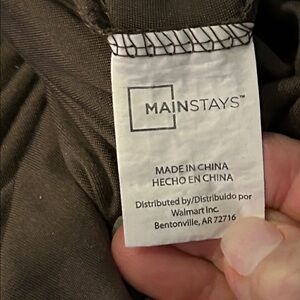 MAINSTAYS™
MADE IN CHINA
HECHO EN CHINA
Distributed by/Distribuido por
Walmart Inc.
Bentonville, AR 72716